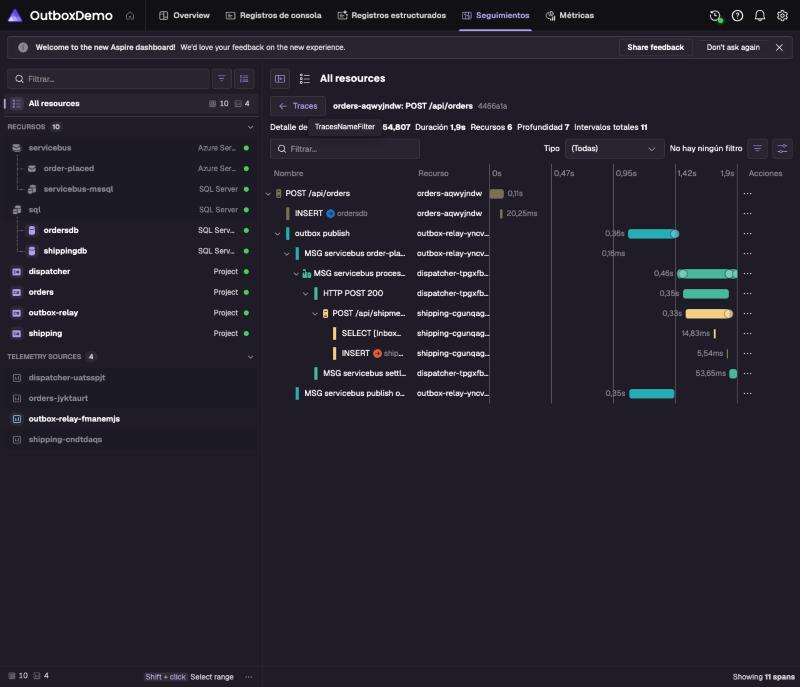 OutboxDemo
Overview
Registros de consola
Registros estructurados
Seguimientos
Métricas
Welcome to the new Aspire dashboard! We'd love your feedback on the new experience.
Share feedback
Don't ask again
Filtrar...
All resources 10 4
RECURSOS 10
servicebus Azure Ser...
order-placed Azure Ser...
servicebus-mssql SQL Server
sql SQL Server
ordersdb SQL Serv...
shippingdb SQL Serv...
dispatcher Project
orders Project
outbox-relay Project
shipping Project
TELEMETRY SOURCES 4
dispatcher-uatsspjt
orders-jyktaurt
outbox-relay-fmanemjs
shipping-cndtdaqs
10 4
Shift + click Select range ...
All resources
Traces
orders-aqwyjndw: POST /api/orders 4466a1a
Detalle de
TracesNameFilter
54,807 Duración 1,9s Recursos 6 Profundidad 7 Intervalos totales 11
Filtrar...
Tipo (Todas) No hay ningún filtro
Nombre Recurso 0s 0,47s 0,95s 1,42s 1,9s Acciones
POST /api/orders orders-aqwyjndw 0,11s ...
INSERT ordersdb orders-aqwyjndw 20,25ms ...
outbox publish outbox-relay-yncv... 0,38s ...
MSG servicebus order-pla... outbox-relay-yncv... 0,16ms ...
MSG servicebus proces... dispatcher-tpgxfb... 0,46s ...
HTTP POST 200 dispatcher-tpgxfb... 0,35s ...
POST /api/shipme... shipping-cgunqag... 0,33s ...
SELECT [Inbox... shipping-cgunqag... 14,83ms ...
INSERT ship... shipping-cgunqag... 5,54ms ...
MSG servicebus settl... dispatcher-tpgxfb... 53,65ms ...
MSG servicebus publish o... outbox-relay-yncv... 0,35s ...
Showing 11 spans